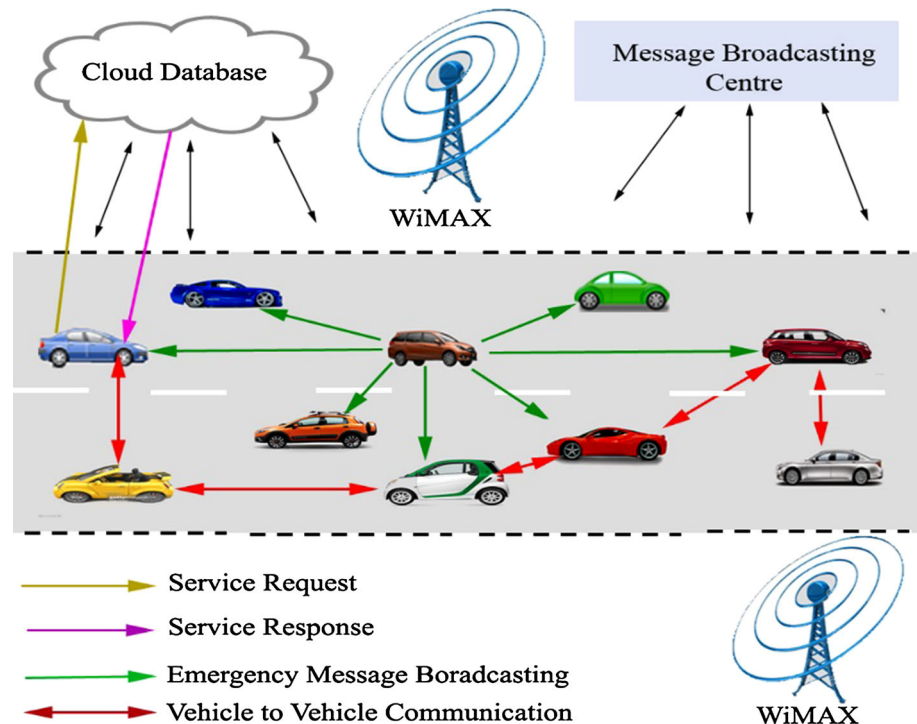 Cloud Database
Message Broadcasting
Centre
WiMAX
Service Request
Service Response
Emergency Message Boradcasting
Vehicle to Vehicle Communication
WiMAX